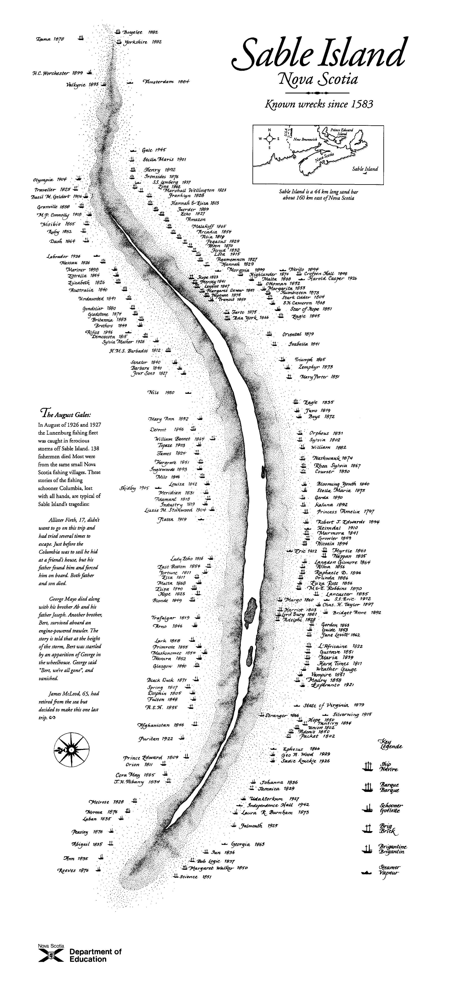 Sable Island
Nova Scotia
Known wrecks since 1583
N
W E
S
U.S.A
Canada
New Brunswick
Prince Edward
Island
Nova Scotia
Sable Island
Sable Island is a 44 km long sand bar
about 160 km east of Nova Scotia
Emma 1878
H.C. Worchester 1899
Valkyrie 1893
Olympia 1904
Traveller 1825
Basil M. Geldert 1906
Granville 1858
M.P. Connolly 1918
Nisibis 1855
Ruby 1832
Dash 1864
Labrador 1926
Nassau 1826
Mariner 1898
Estrella 1854
Elizabeth 1826
Australia 1840
Undaunted 1841
Gondolier 1880
Gladstone 1874
Britannia 1883
Brothers 1849
Alfios 1946
Demoscota 1815
Sylvia Mosher 1926
H.M.S. Barbados 1812
Senator 1840
Barbara 1840
Four Sons 1827
Nils 1930
Mary Ann 1852
Detroit 1846
William Bennet 1864
Topaze 1903
James 1824
Hargrave 1851
Inglewoode 1893
Milo 1846
Louisa 1842
Skidby 1905
Meridian 1831
Adamant 1818
Industry 1819
Lizzie M. Stanwood 1904
Platea 1919
Lady Echo 1816
East Boston 1854
Fortune 1811
Ella 1811
Malta 1868
Elisa 1840
Hope 1823
Blonde 1849
Trafalgar 1819
Arno 1846
Lark 1858
Primrose 1855
Maskonomet 1854
Navara 1852
Glasgow 1840
Black Duck 1871
Spring 1807
Dolphin 1805
Fulton 1848
A.S.H. 1855
Afghanistan 1846
Puritan 1922
Prince Edward 1809
Orion 1811
Cora May 1885
J.H. Albany 1834
Melrose 1828
Norma 1876
Laban 1835
Peasley 1876
Abigail 1835
Ann 1835
Reeves 1876
Bolgelee 1882
Yorkshire 1882
Amsterdam 1884
Gale 1945
Stella Maris 1901
Henry 1892
Ironsides 1876
S.S. Lemberg 1937
Zone 1862
Marshall Wellington 1823
Franklyn 1828
Hannah & Eliza 1803
Faerder 1889
Echo 1827
Amazon
Malakoff 1865
Arcadia 1854
Asia 1819
Pegasus 1829
Acton 1870
Floyd 1832
Lota 1915
Agamemnon 1827
Hannah 1829
Moravia 1899
Nerito 1894
Highlander 1874
Crofton Hall 1898
Malta 1868
Harold Casper 1926
Ottoman 1852
Hope 1823
Mersey 1841
Levant 1847
Margaret Dewar 1851
Neptune 1876
Transit 1850
Margarita 1833
Humbleton 1873
Stark Odder 1804
S.H. Cameron 1868
Star of Hope 1851
Farto 1875
Ada York 1866
Eagle 1845
Oriental 1879
Isabella 1841
Triumph 1865
Zemphyr 1873
Mary Porter 1831
Eagle 1835
Juno 1819
Boys 1872
Orpheus 1831
Sylvia 1802
William 1882
Nashwauk 1874
Rhea Sylvia 1867
Courser 1830
Blooming Youth 1840
Stella Maria 1873
Gerda 1890
Kaluna 1892
Princess Amelia 1797
Robert J. Edwards 1894
Heimdal 1910
Marmora 1841
Growler 1849
Nicosia 1894
Eric 1912
Myrtle 1840
Nappan 1825
Langdon Gilmore 1864
Alma 1856
Raphaele D. 1896
Orlinda 1886
Eliza Ross 1856
M.&E. Robbins 1870
Lancaster 1835
Margo 1860
S.S. Eric 1912
Chas. H. Taylor 1897
Harriot 1803
Lord Bury 1881
Bridget Anne 1892
Adelphi 1828
Gordon 1863
Guide 1853
Jane Lovitt 1862
L'Africaine 1822
Gustave 1851
Maria 1839
Hard Times 1811
Weather Gauge
Vampire 1851
Maury 1858
Esperanto 1921
State of Virginia 1879
Stranger 1866
Silverwing 1915
Hope 1850
Tantivy 1834
Union 1802
Adonis 1850
Packet 1802
Ephesus 1866
Geo A. Wood 1929
Sadie Knickle 1926
Johanna 1836
Jamaica 1829
Uda A Corkum 1927
Independence Hall 1942
Laura R. Burnham 1873
Falmouth 1925
Georgia 1863
Sun 1836
Bob Logic 1837
Margaret Walker 1850
Science 1851
The August Gales:
In August of 1926 and 1927
the Lunenburg fishing fleet
was caught in ferocious
storms off Sable Island. 138
fishermen died Most were
from the same small Nova
Scotia fishing villages. These
stories of the fishing
schooner Columbia, lost
with all hands, are typical of
Sable Island's tragedies:
Allister Firth, 17, didn't
want to go on this trip and
had tried several times to
escape. Just before the
Columbia was to sail he hid
at a friend's house, but his
father found him and forced
him on board. Both father
and son died.
George Mayo died along
with his brother Ab and his
father Joseph. Another brother,
Bert, survived aboard an
engine-powered trawler. The
story is told that at the height
of the storm, Bert was startled
by an apparition of George in
the wheelhouse. George said
"Bert, we're all gone", and
vanished.
James McLeod, 65, had
retired from the sea but
decided to make this one last
trip.
Key
Légende
Ship
Navire
Barque
Barque
Schooner
Goélette
Brig
Brick
Brigantine
Brigantin
Steamer
Vapeur
Nova Scotia
Department of
Education